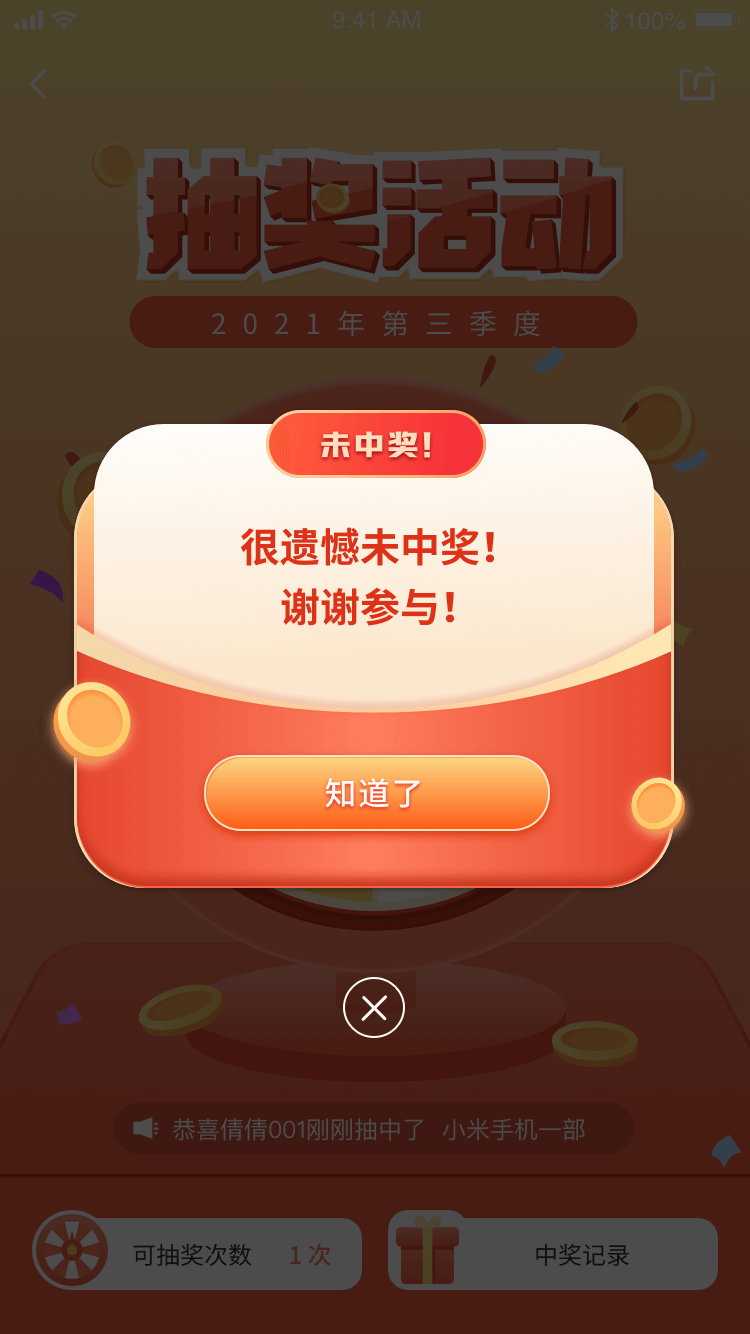 9:41 AM
100%
抽奖活动
2021年第三季度
未中奖!
很遗憾未中奖!
谢谢参与!
知道了
恭喜倩倩001刚刚抽中了 小米手机一部
可抽奖次数 1 次
中奖记录